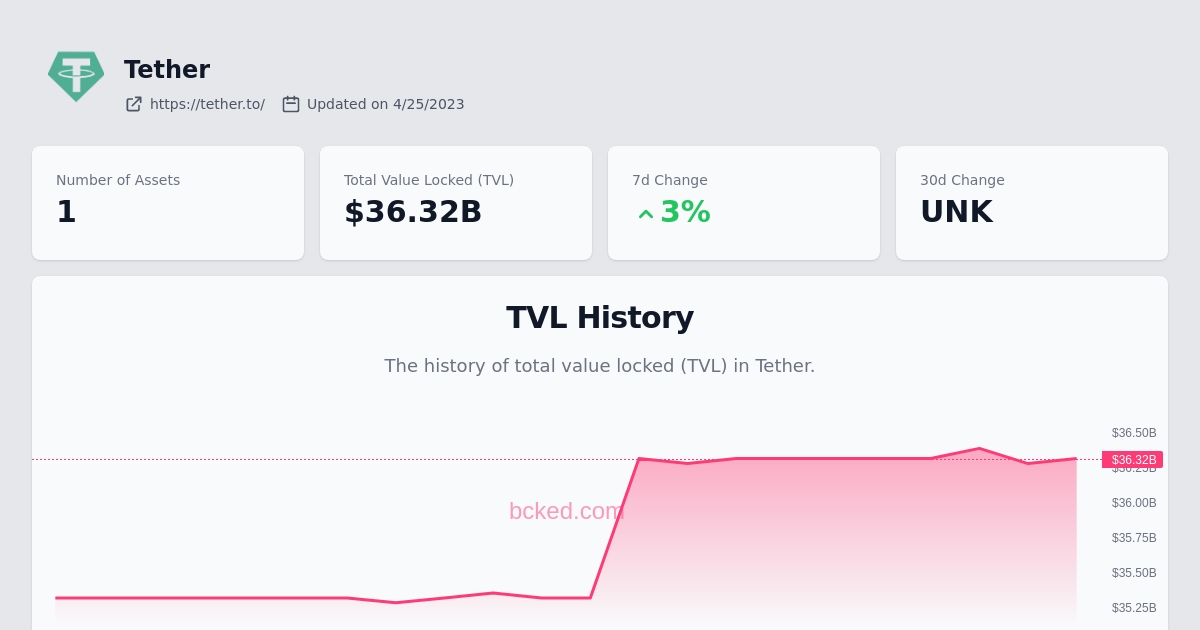 Tether
https://tether.to/ Updated on 4/25/2023
Number of Assets
1
Total Value Locked (TVL)
$36.32B
7d Change
3%
30d Change
UNK
TVL History
The history of total value locked (TVL) in Tether.
$36.50B
$36.32B
$36.25B
bcked.com
$36.00B
$35.75B
$35.50B
$35.25B